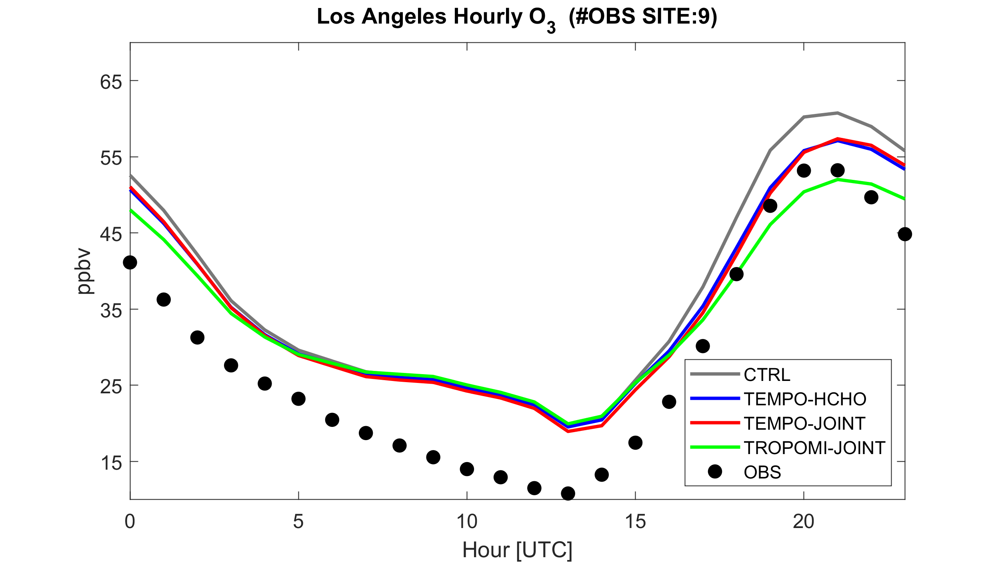 Los Angeles Hourly O3 (#OBS SITE:9)
65
55
45
35
25
15
ppbv
0 5 10 15 20
Hour [UTC]
CTRL
TEMPO-HCHO
TEMPO-JOINT
TROPOMI-JOINT
OBS